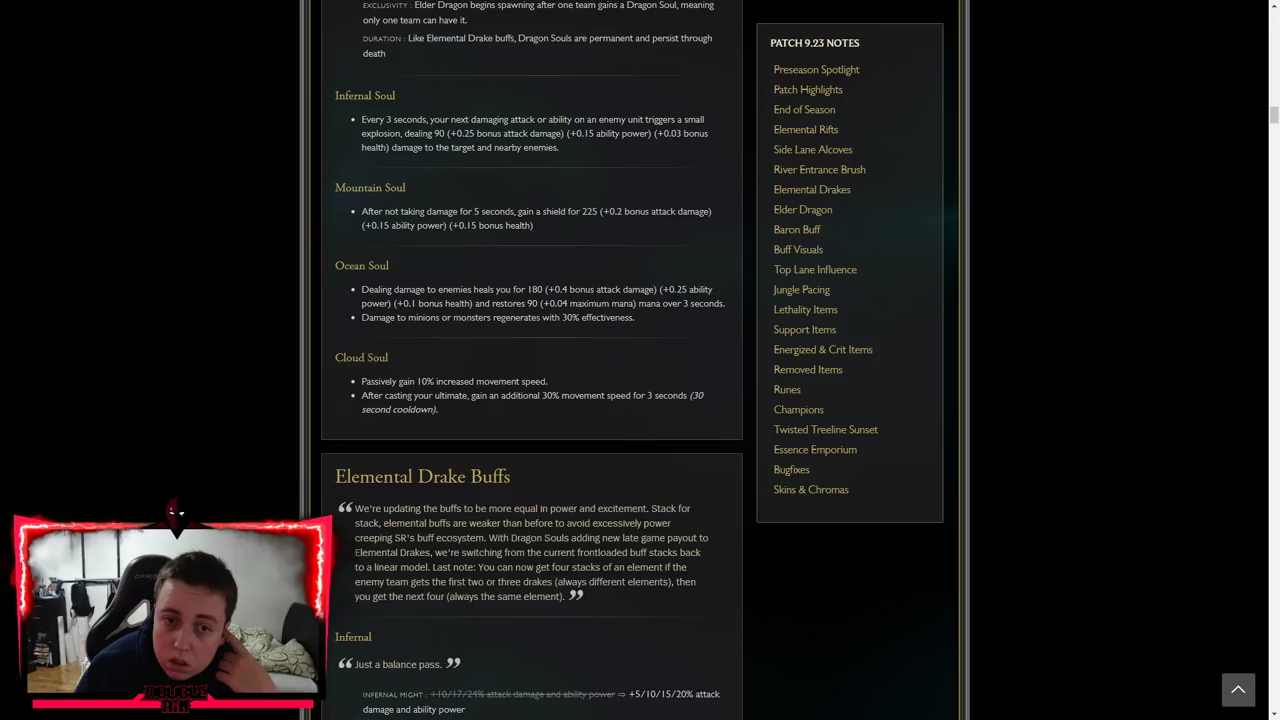 EXCLUSIVITY : Elder Dragon begins spawning after one team gains a Dragon Soul, meaning
only one team can have it.
DURATION : Like Elemental Drake buffs, Dragon Souls are permanent and persist through
death
Infernal Soul
• Every 3 seconds, your next damaging attack or ability on an enemy unit triggers a small
explosion, dealing 90 (+0.25 bonus attack damage) (+0.15 ability power) (+0.03 bonus
health) damage to the target and nearby enemies.
Mountain Soul
• After not taking damage for 5 seconds, gain a shield for 225 (+0.2 bonus attack damage)
(+0.15 ability power) (+0.15 bonus health)
Ocean Soul
• Dealing damage to enemies heals you for 180 (+0.4 bonus attack damage) (+0.25 ability
power) (+0.1 bonus health) and restores 90 (+0.04 maximum mana) mana over 3 seconds.
• Damage to minions or monsters regenerates with 30% effectiveness.
Cloud Soul
• Passively gain 10% increased movement speed.
• After casting your ultimate, gain an additional 30% movement speed for 3 seconds (30
second cooldown).
Elemental Drake Buffs
“ We're updating the buffs to be more equal in power and excitement. Stack for
stack, elemental buffs are weaker than before to avoid excessively power
creeping SR's buff ecosystem. With Dragon Souls adding new late game payout to
Elemental Drakes, we're switching from the current frontloaded buff stacks back
to a linear model. Last note: You can now get four stacks of an element if the
enemy team gets the first two or three drakes (always different elements), then
you get the next four (always the same element). ”
Infernal
“ Just a balance pass. ”
INFERNAL MIGHT : +10/17/24% attack damage and ability power ⇒ +5/10/15/20% attack
damage and ability power
PATCH 9.23 NOTES
Preseason Spotlight
Patch Highlights
End of Season
Elemental Rifts
Side Lane Alcoves
River Entrance Brush
Elemental Drakes
Elder Dragon
Baron Buff
Buff Visuals
Top Lane Influence
Jungle Pacing
Lethality Items
Support Items
Energized & Crit Items
Removed Items
Runes
Champions
Twisted Treeline Sunset
Essence Emporium
Bugfixes
Skins & Chromas
DOUBLE